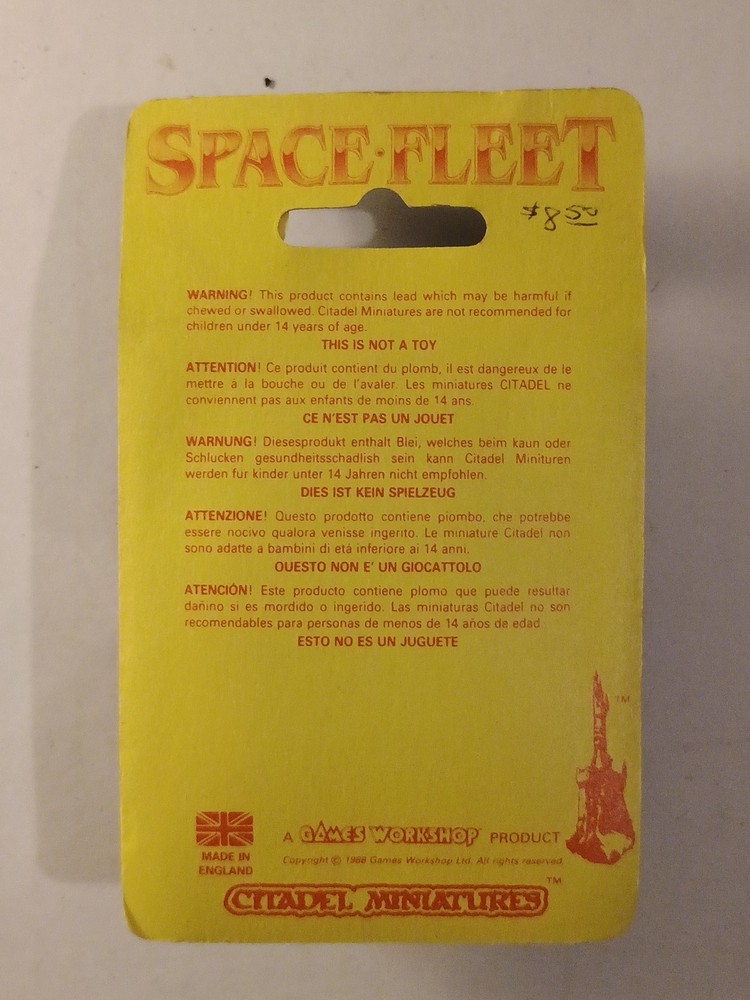 SPACE·FLEET
$8 50
WARNING! This product contains lead which may be harmful if
chewed or swallowed. Citadel Miniatures are not recommended for
children under 14 years of age.
THIS IS NOT A TOY
ATTENTION! Ce produit contient du plomb, il est dangereux de le
mettre à la bouche ou de l'avaler. Les miniatures CITADEL ne
conviennent pas aux enfants de moins de 14 ans.
CE N'EST PAS UN JOUET
WARNUNG! Diesesprodukt enthalt Blei, welches beim kaun oder
Schlucken gesundheitsschadlish sein kann Citadel Minituren
werden fur kinder unter 14 Jahren nicht empfohlen.
DIES IST KEIN SPIELZEUG
ATTENZIONE! Questo prodotto contiene piombo, che potrebbe
essere nocivo qualora venisse ingerito. Le miniature Citadel non
sono adatte a bambini di età inferiore ai 14 anni.
OUESTO NON E' UN GIOCATTOLO
ATENCIÓN! Este producto contiene plomo que puede resultar
dañino si es mordido o ingerido. Las miniaturas Citadel no son
recomendables para personas de menos de 14 años de edad.
ESTO NO ES UN JUGUETE
TM
A GAMES WORKSHOP PRODUCT
MADE IN
ENGLAND
Copyright © 1988 Games Workshop Ltd. All rights reserved
CITADEL MINIATURES TM